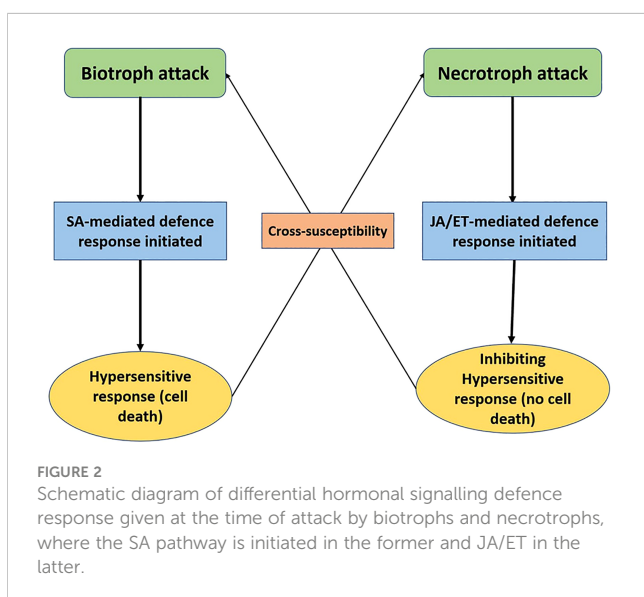 Biotroph attack
Necrotroph attack
SA-mediated defence
response initiated
Cross-susceptibility
JA/ET-mediated defence
response initiated
Hypersensitive
response (cell
death)
Inhibiting
Hypersensitive
response (no cell
death)
FIGURE 2
Schematic diagram of differential hormonal signalling defence
response given at the time of attack by biotrophs and necrotrophs,
where the SA pathway is initiated in the former and JA/ET in the
latter.